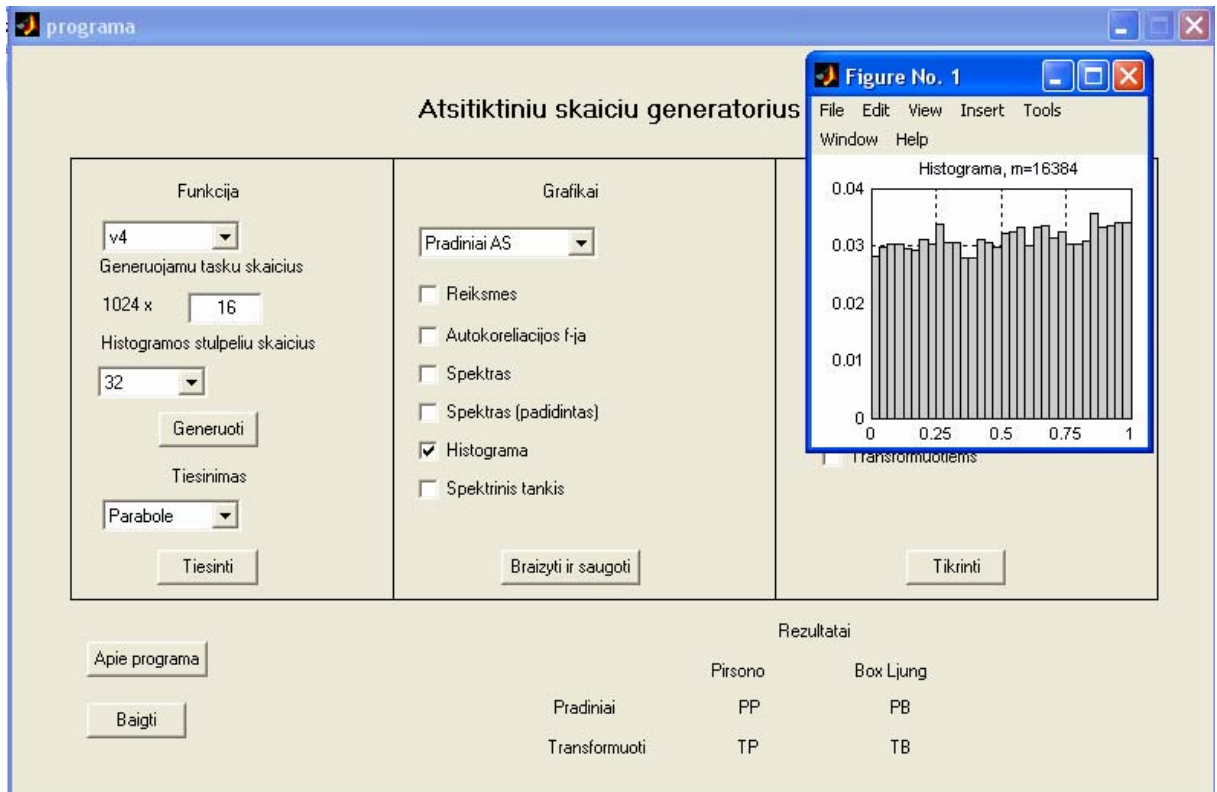 programa
Atsitiktiniu skaiciu generatorius
Funkcija
v4
Generuojamu tasku skaicius
1024 x 16
Histogramos stulpeliu skaicius
32
Generuoti
Tiesinimas
Parabole
Tiesinti
Grafikai
Pradiniai AS
Reiksmes
Autokoreliacijos f-ja
Spektras
Spektras (padidintas)
Histograma
Spektrinis tankis
Braizyti ir saugoti
Figure No. 1
File Edit View Insert Tools
Window Help
Histograma, m=16384
0.04
0.03
0.02
0.01
0
0 0.25 0.5 0.75 1
Transformuotiems
Tikrinti
Apie programa
Baigti
Rezultatai
Pirsono Box Ljung
Pradiniai PP PB
Transformuoti TP TB